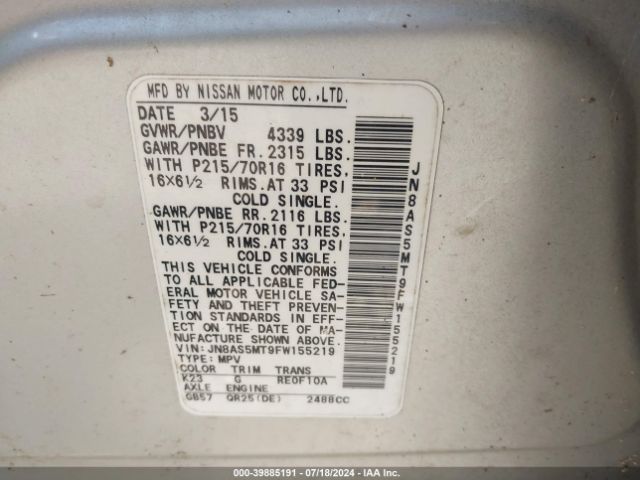 MFD BY NISSAN MOTOR CO.,LTD.
DATE 3/15
GVWR/PNBV 4339 LBS.
GAWR/PNBE FR. 2315 LBS.
WITH P215/70R16 TIRES,
16X6½ RIMS. AT 33 PSI
COLD SINGLE.
GAWR/PNBE RR. 2116 LBS.
WITH P215/70R16 TIRES,
16X6½ RIMS. AT 33 PSI
COLD SINGLE.
THIS VEHICLE CONFORMS
TO ALL APPLICABLE FED-
ERAL MOTOR VEHICLE SA-
FETY AND THEFT PREVEN-
TION STANDARDS IN EFF-
ECT ON THE DATE OF MA-
NUFACTURE SHOWN ABOVE.
VIN: JN8AS5MT9FW155219
TYPE: MPV
COLOR TRIM TRANS
K23 G RE0F10A
AXLE ENGINE
GB57 QR25(DE) 2488CC
JN8AS5MT9FW155219
000-39885191 - 07/18/2024 - IAA Inc.